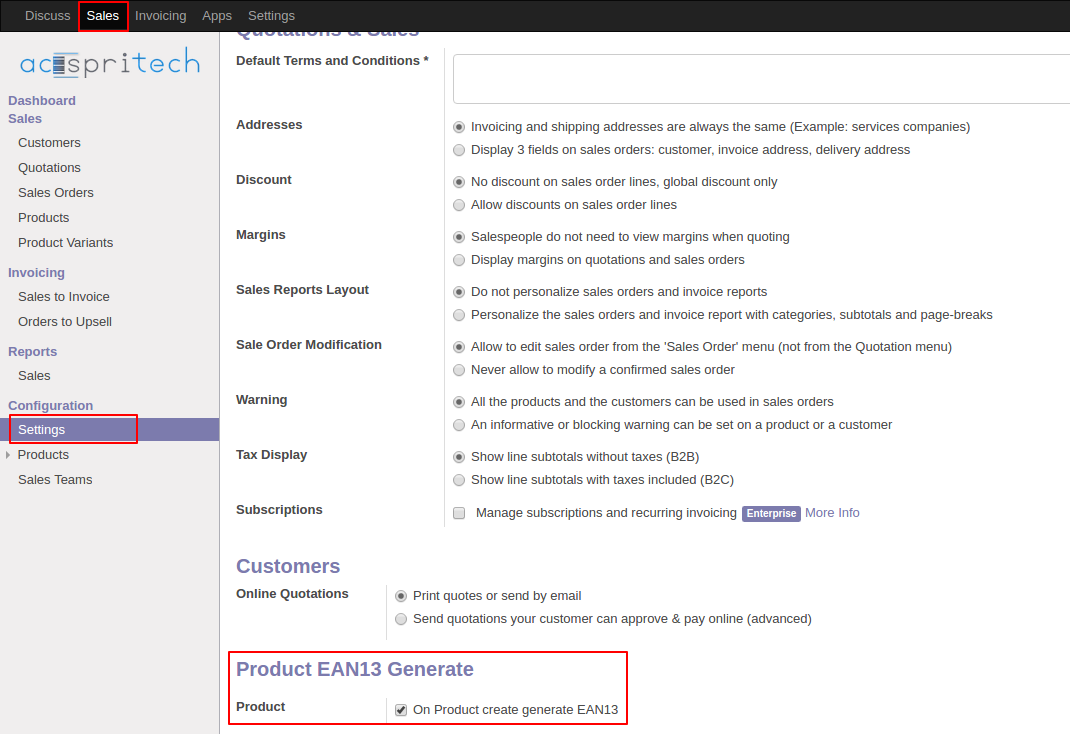 Discuss Sales Invoicing Apps Settings
acespritech
Dashboard
Sales
Customers
Quotations
Sales Orders
Products
Product Variants
Invoicing
Sales to Invoice
Orders to Upsell
Reports
Sales
Configuration
Settings
Products
Sales Teams
Quotations & Sales
Default Terms and Conditions *
Addresses
Invoicing and shipping addresses are always the same (Example: services companies)
Display 3 fields on sales orders: customer, invoice address, delivery address
Discount
No discount on sales order lines, global discount only
Allow discounts on sales order lines
Margins
Salespeople do not need to view margins when quoting
Display margins on quotations and sales orders
Sales Reports Layout
Do not personalize sales orders and invoice reports
Personalize the sales orders and invoice report with categories, subtotals and page-breaks
Sale Order Modification
Allow to edit sales order from the 'Sales Order' menu (not from the Quotation menu)
Never allow to modify a confirmed sales order
Warning
All the products and the customers can be used in sales orders
An informative or blocking warning can be set on a product or a customer
Tax Display
Show line subtotals without taxes (B2B)
Show line subtotals with taxes included (B2C)
Subscriptions
Manage subscriptions and recurring invoicing Enterprise More Info
Customers
Online Quotations
Print quotes or send by email
Send quotations your customer can approve & pay online (advanced)
Product EAN13 Generate
Product
On Product create generate EAN13